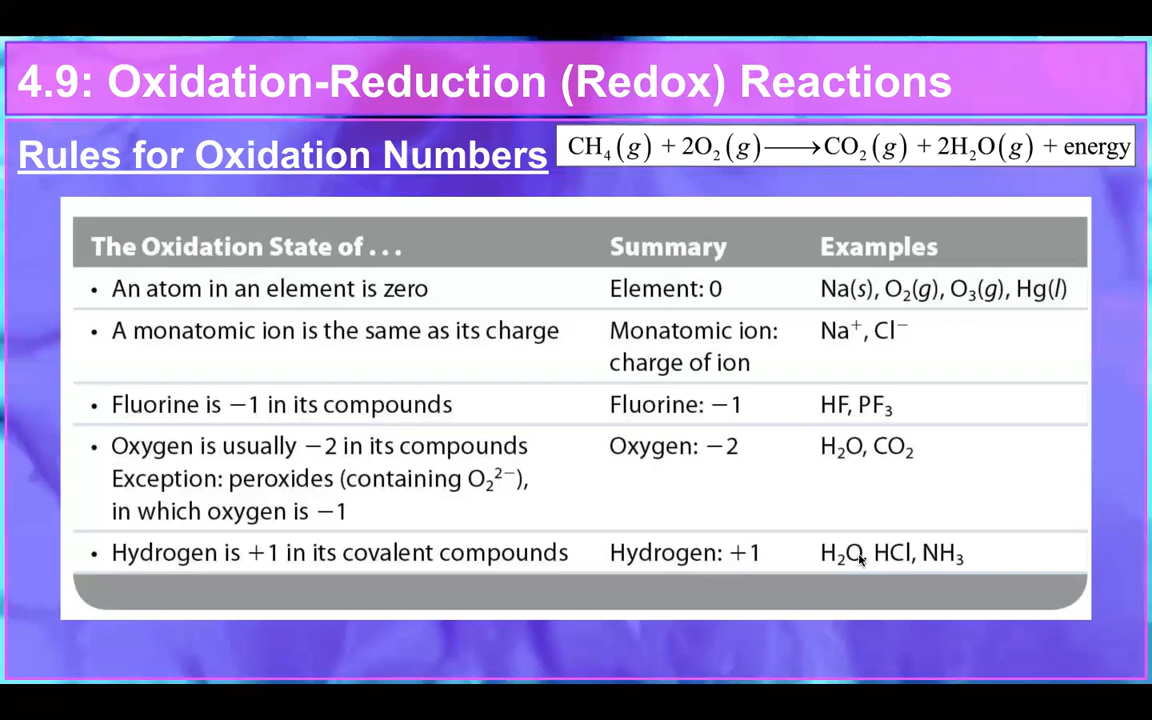 4.9: Oxidation-Reduction (Redox) Reactions
Rules for Oxidation Numbers
CH₄(g) + 2O₂(g)⟶CO₂(g) + 2H₂O(g) + energy
The Oxidation State of . . . Summary Examples
• An atom in an element is zero Element: 0 Na(s), O₂(g), O₃(g), Hg(l)
• A monatomic ion is the same as its charge Monatomic ion: Na⁺, Cl⁻
charge of ion
• Fluorine is −1 in its compounds Fluorine: −1 HF, PF₃
• Oxygen is usually −2 in its compounds Oxygen: −2 H₂O, CO₂
Exception: peroxides (containing O₂²⁻),
in which oxygen is −1
• Hydrogen is +1 in its covalent compounds Hydrogen: +1 H₂O, HCl, NH₃